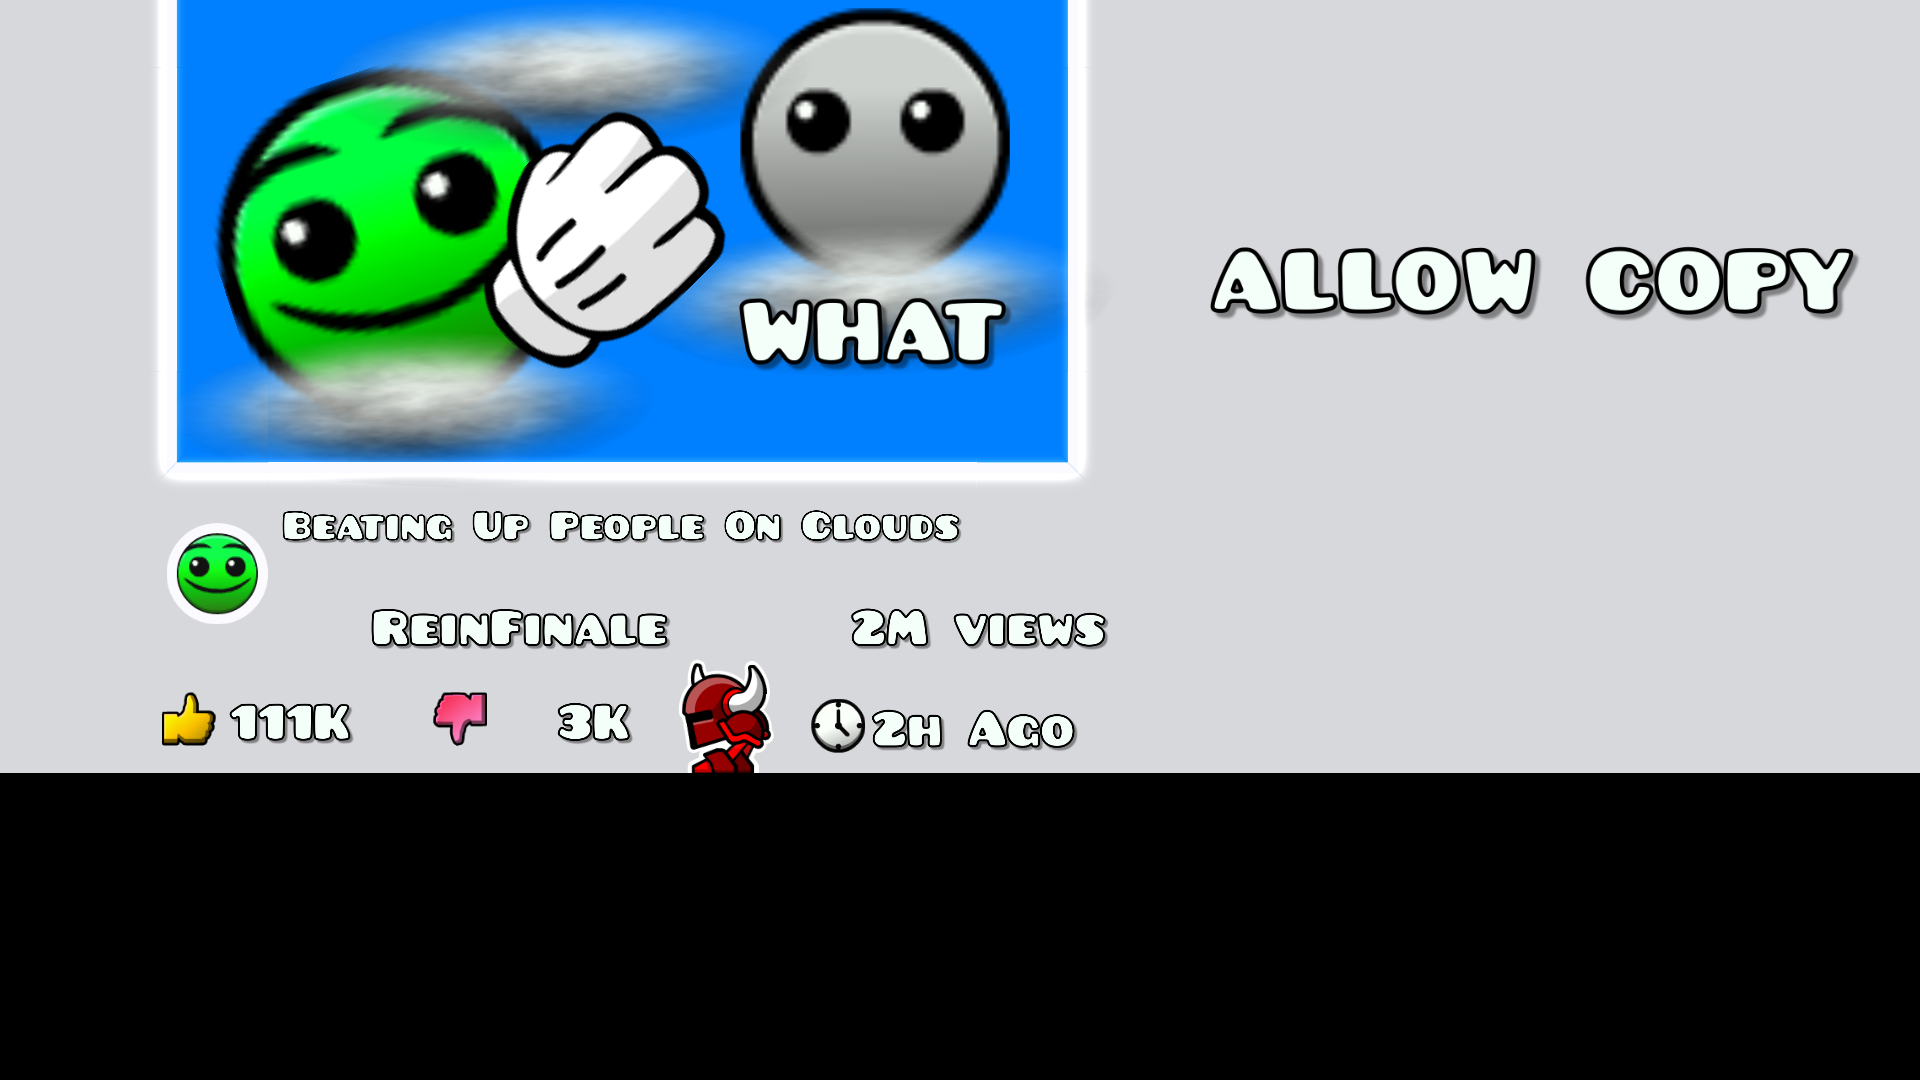 WHAT
ALLOW COPY
BEATING UP PEOPLE ON CLOUDS
REINFINALE
2M VIEWS
111K
3K
2H AGO